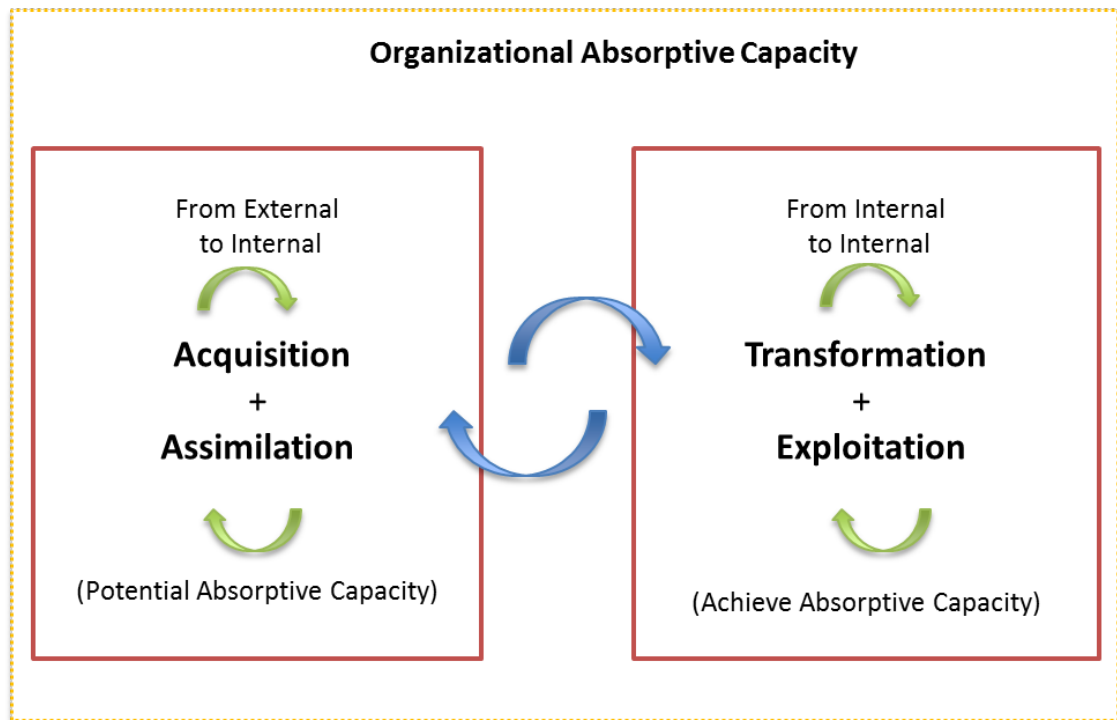 Organizational Absorptive Capacity
From External
to Internal
Acquisition
+
Assimilation
(Potential Absorptive Capacity)
From Internal
to Internal
Transformation
+
Exploitation
(Achieve Absorptive Capacity)